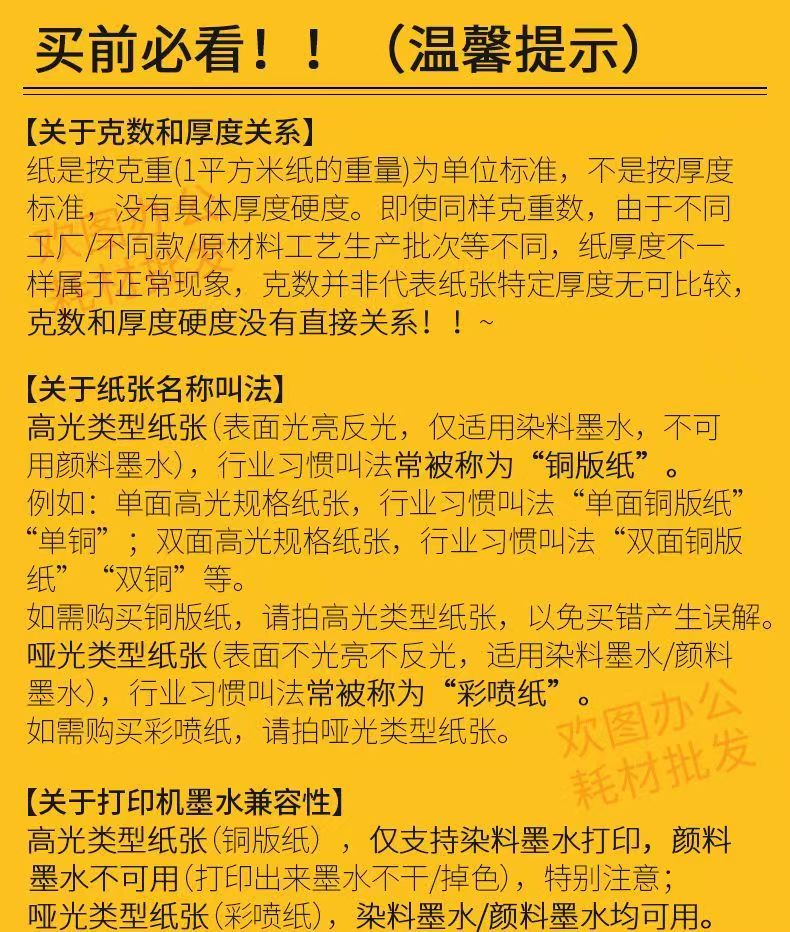 买前必看！！（温馨提示）
【关于克数和厚度关系】
纸是按克重(1平方米纸的重量)为单位标准，不是按厚度
标准，没有具体厚度硬度。即使同样克重数，由于不同
工厂/不同款/原材料工艺生产批次等不同，纸厚度不一
样属于正常现象，克数并非代表纸张特定厚度无可比较，
克数和厚度硬度没有直接关系！！~
【关于纸张名称叫法】
高光类型纸张（表面光亮反光，仅适用染料墨水，不可
用颜料墨水），行业习惯叫法常被称为“铜版纸”。
例如：单面高光规格纸张，行业习惯叫法“单面铜版纸”
“单铜”；双面高光规格纸张，行业习惯叫法“双面铜版
纸”“双铜”等。
如需购买铜版纸，请拍高光类型纸张，以免买错产生误解。
哑光类型纸张（表面不光亮不反光，适用染料墨水/颜料
墨水），行业习惯叫法常被称为“彩喷纸”。
如需购买彩喷纸，请拍哑光类型纸张。
【关于打印机墨水兼容性】
高光类型纸张（铜版纸），仅支持染料墨水打印，颜料
墨水不可用（打印出来墨水不干/掉色），特别注意；
哑光类型纸张（彩喷纸），染料墨水/颜料墨水均可用。
欢图办公
耗材批发
欢图办公
耗材批发